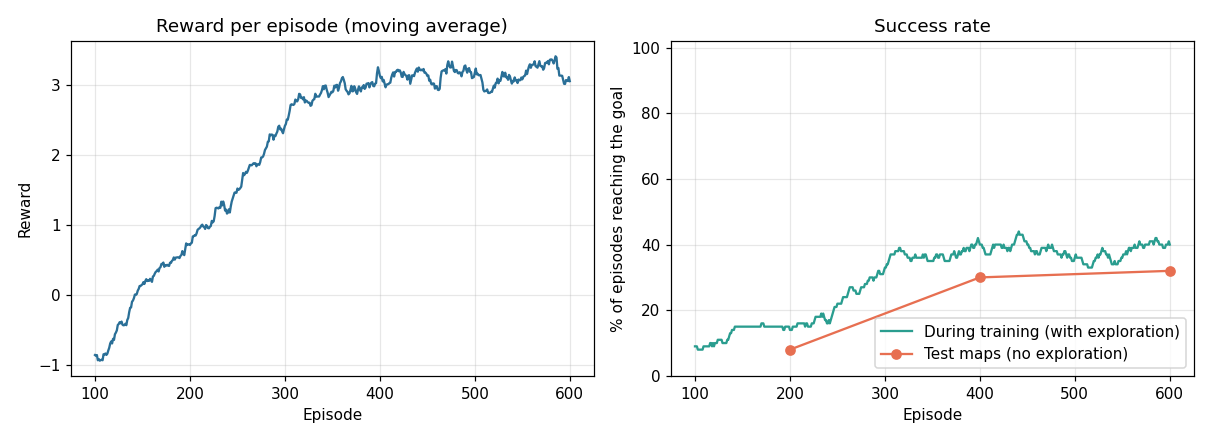 Reward per episode (moving average)
Reward
3
2
1
0
−1
100
200
300
400
500
600
Episode
Success rate
% of episodes reaching the goal
100
80
60
40
20
0
During training (with exploration)
Test maps (no exploration)
100
200
300
400
500
600
Episode